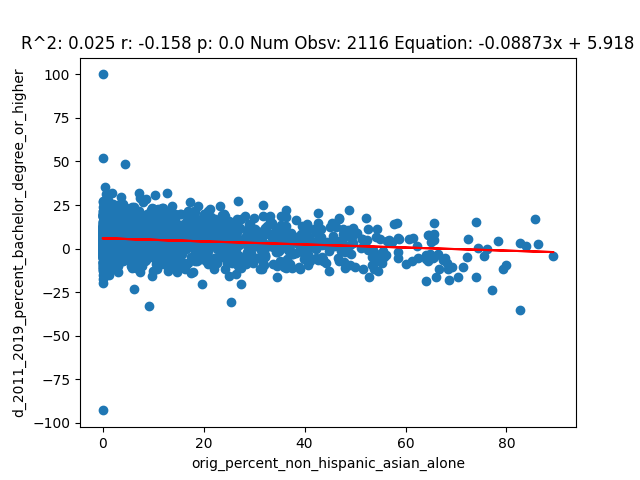 R^2: 0.025 r: -0.158 p: 0.0 Num Obsv: 2116 Equation: -0.08873x + 5.918
d_2011_2019_percent_bachelor_degree_or_higher
100
75
50
25
0
−25
−50
−75
−100
0 20 40 60 80
orig_percent_non_hispanic_asian_alone